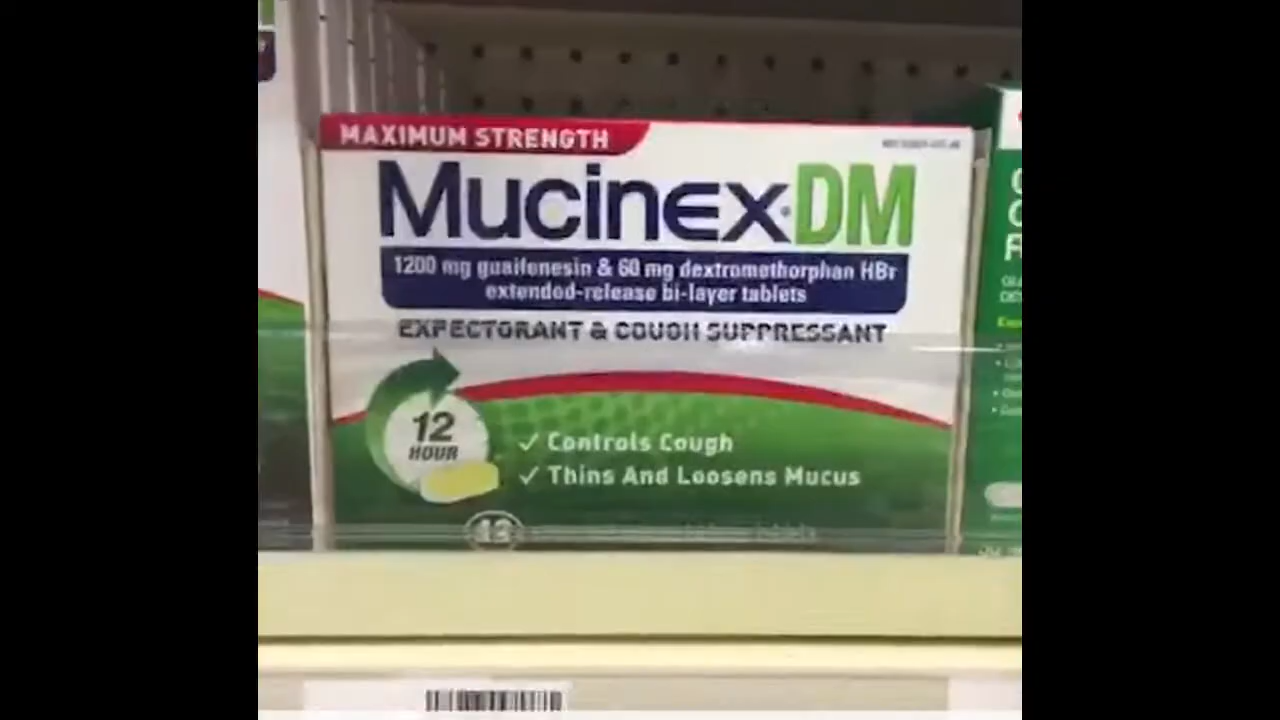 MAXIMUM STRENGTH
Mucinex DM
1200 mg guaifenesin & 60 mg dextromethorphan HBr
extended-release bi-layer tablets
EXPECTORANT & COUGH SUPPRESSANT
12
HOUR
✓ Controls Cough
✓ Thins And Loosens Mucus